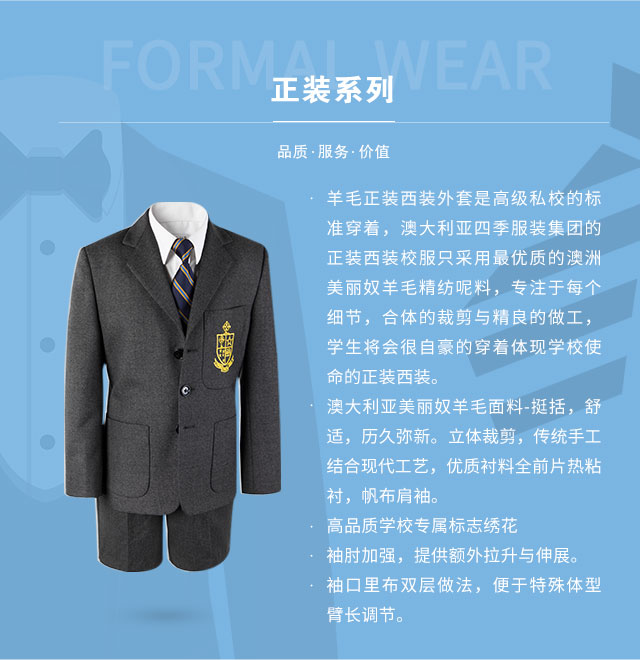 FORMAL WEAR
正装系列
品质·服务·价值
· 羊毛正装西装外套是高级私校的标
准穿着，澳大利亚四季服装集团的
正装西装校服只采用最优质的澳洲
美丽奴羊毛精纺呢料，专注于每个
细节，合体的裁剪与精良的做工，
学生将会很自豪的穿着体现学校使
命的正装西装。
· 澳大利亚美丽奴羊毛面料-挺括，舒
适，历久弥新。立体裁剪，传统手工
结合现代工艺，优质衬料全前片热粘
衬，帆布肩袖。
· 高品质学校专属标志绣花
· 袖肘加强，提供额外拉升与伸展。
· 袖口里布双层做法，便于特殊体型
臂长调节。